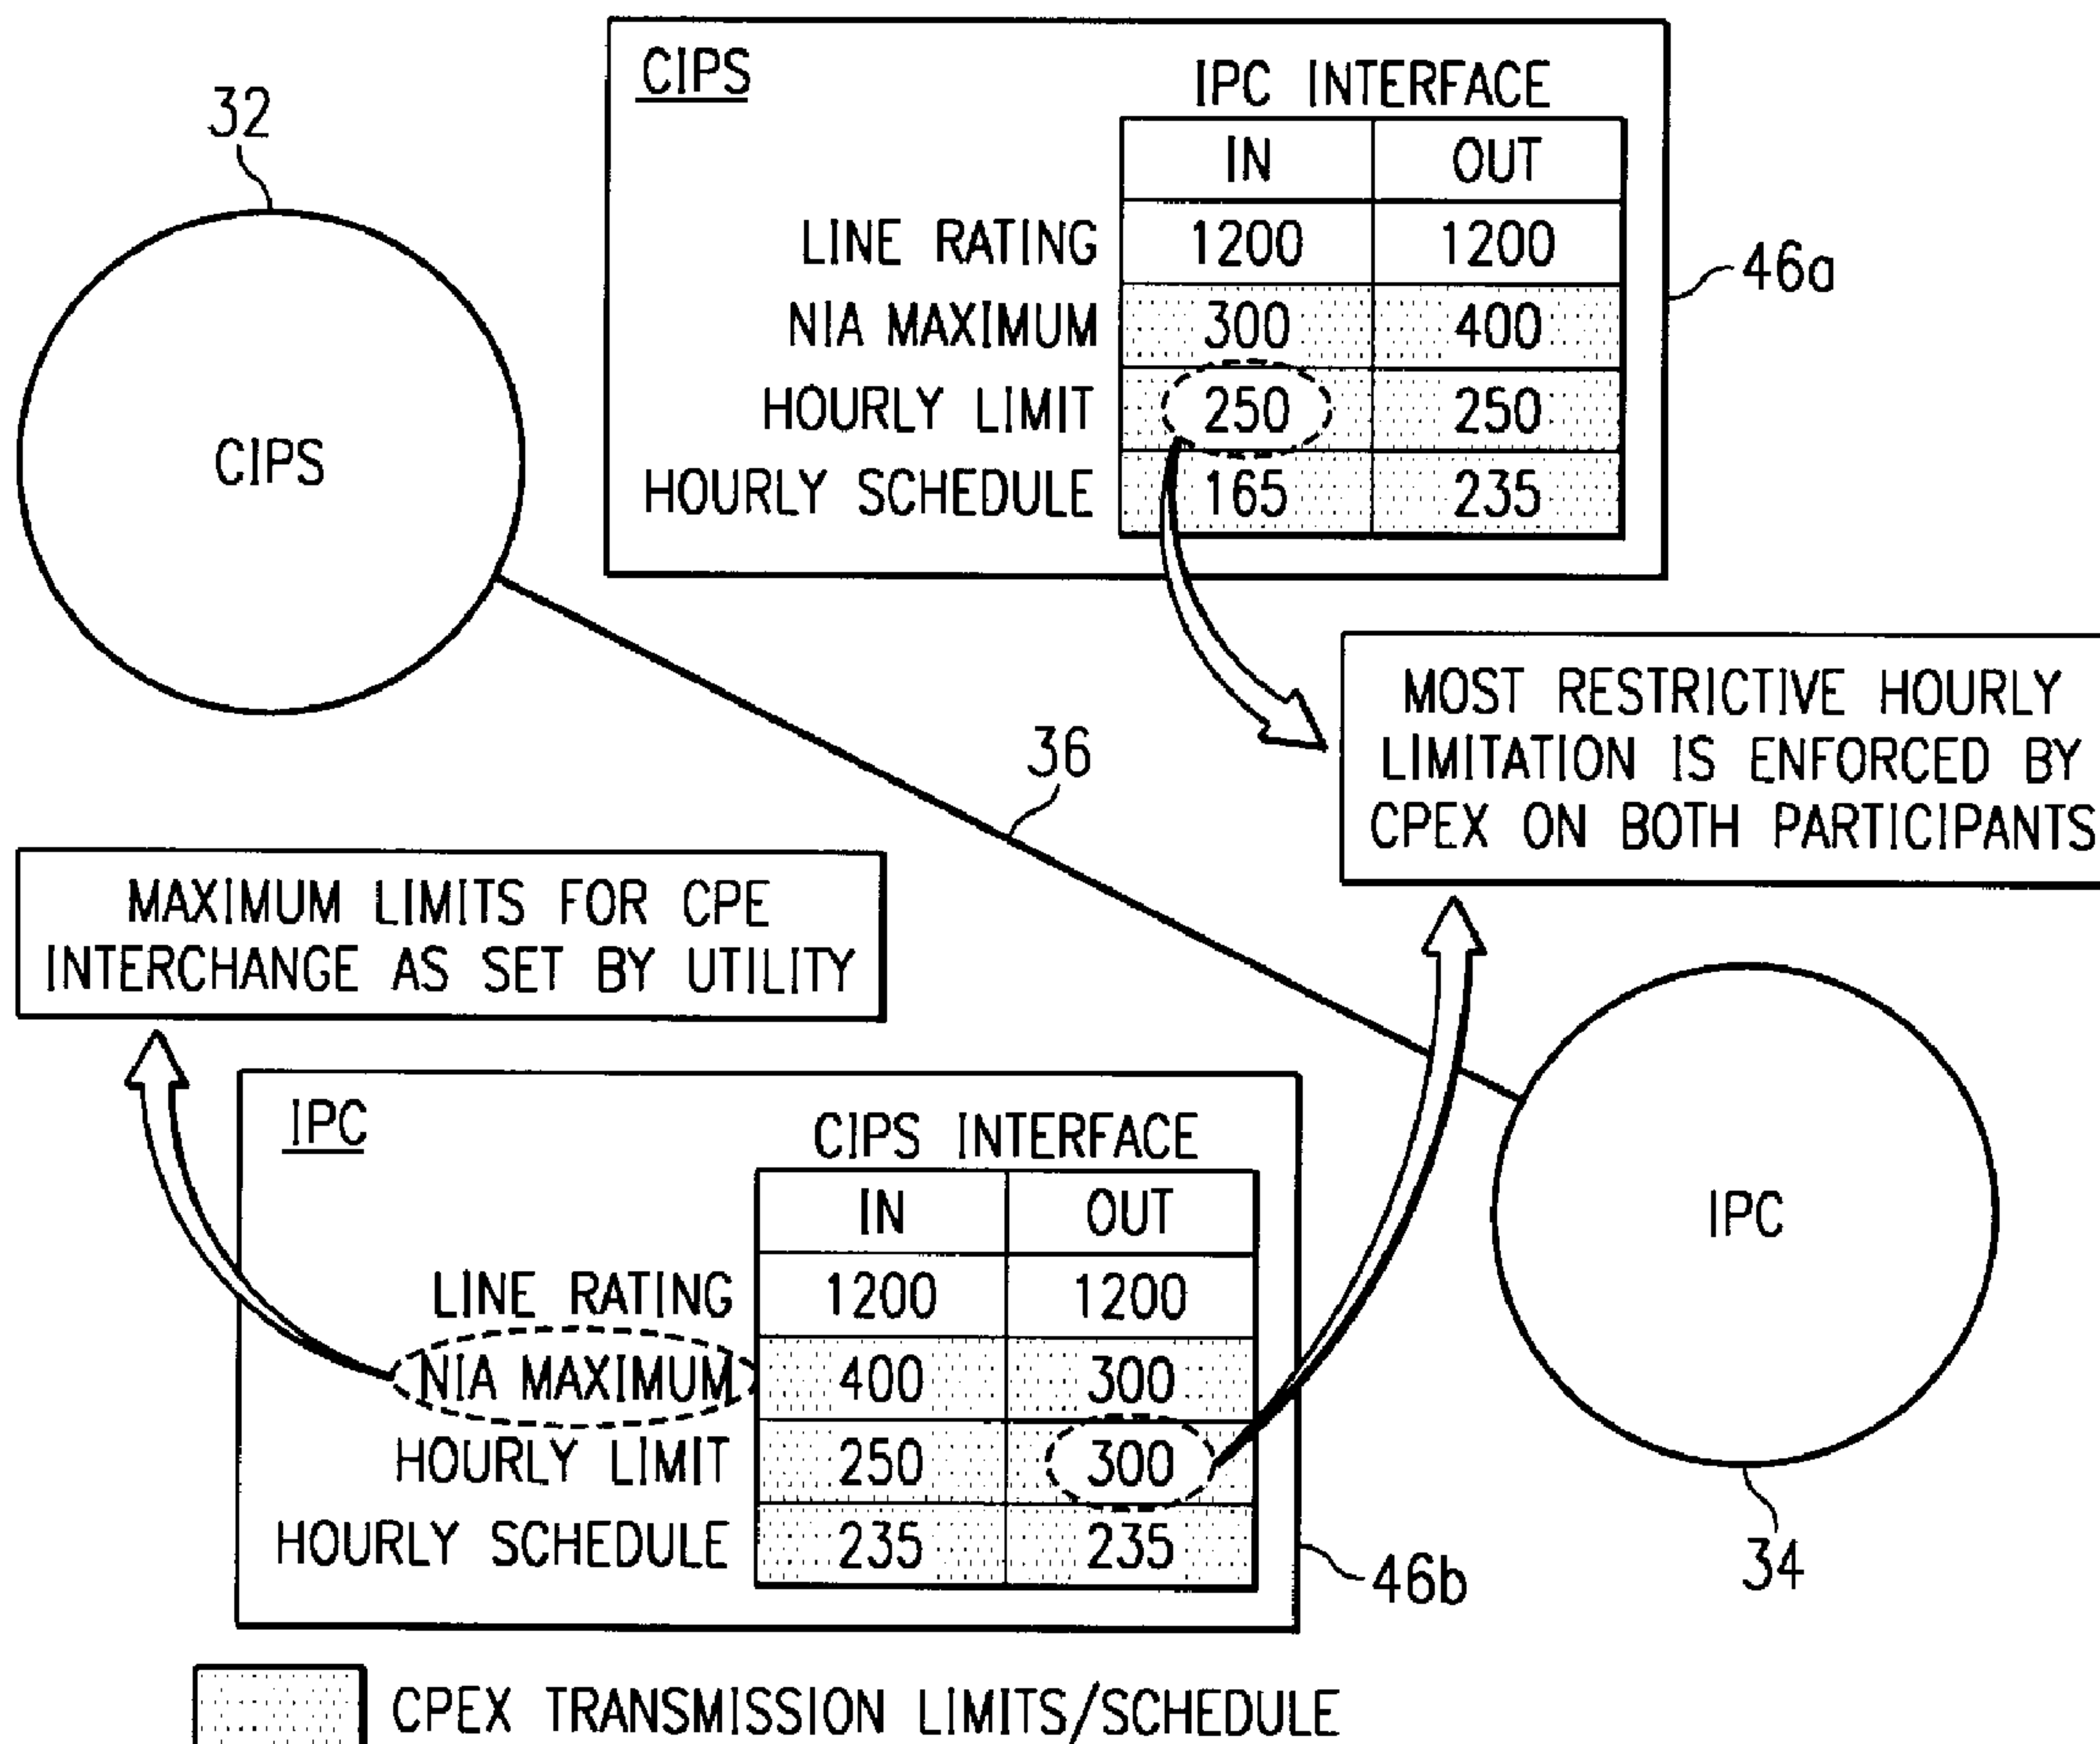 CIPS
IPC INTERFACE
IN OUT
LINE RATING 1200 1200
NIA MAXIMUM 300 400
HOURLY LIMIT 250 250
HOURLY SCHEDULE 165 235
46a
32
CIPS
36
MOST RESTRICTIVE HOURLY
LIMITATION IS ENFORCED BY
CPEX ON BOTH PARTICIPANTS
MAXIMUM LIMITS FOR CPE
INTERCHANGE AS SET BY UTILITY
IPC
CIPS INTERFACE
IN OUT
LINE RATING 1200 1200
NIA MAXIMUM 400 300
HOURLY LIMIT 250 300
HOURLY SCHEDULE 235 235
46b
IPC
34
CPEX TRANSMISSION LIMITS/SCHEDULE